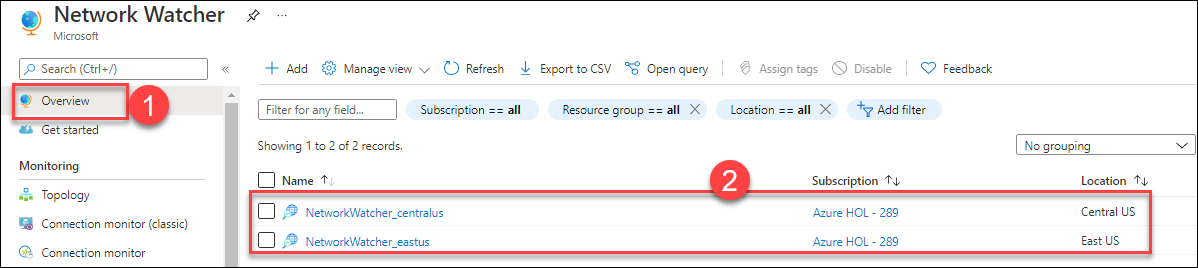 Network Watcher
Microsoft
Search (Ctrl+/)
Overview
1
Get started
Monitoring
Topology
Connection monitor (classic)
Connection monitor
Add Manage view Refresh Export to CSV Open query Assign tags Disable Feedback
Filter for any field... Subscription == all Resource group == all Location == all Add filter
Showing 1 to 2 of 2 records. No grouping
2
Name Subscription Location
NetworkWatcher_centralus Azure HOL - 289 Central US
NetworkWatcher_eastus Azure HOL - 289 East US